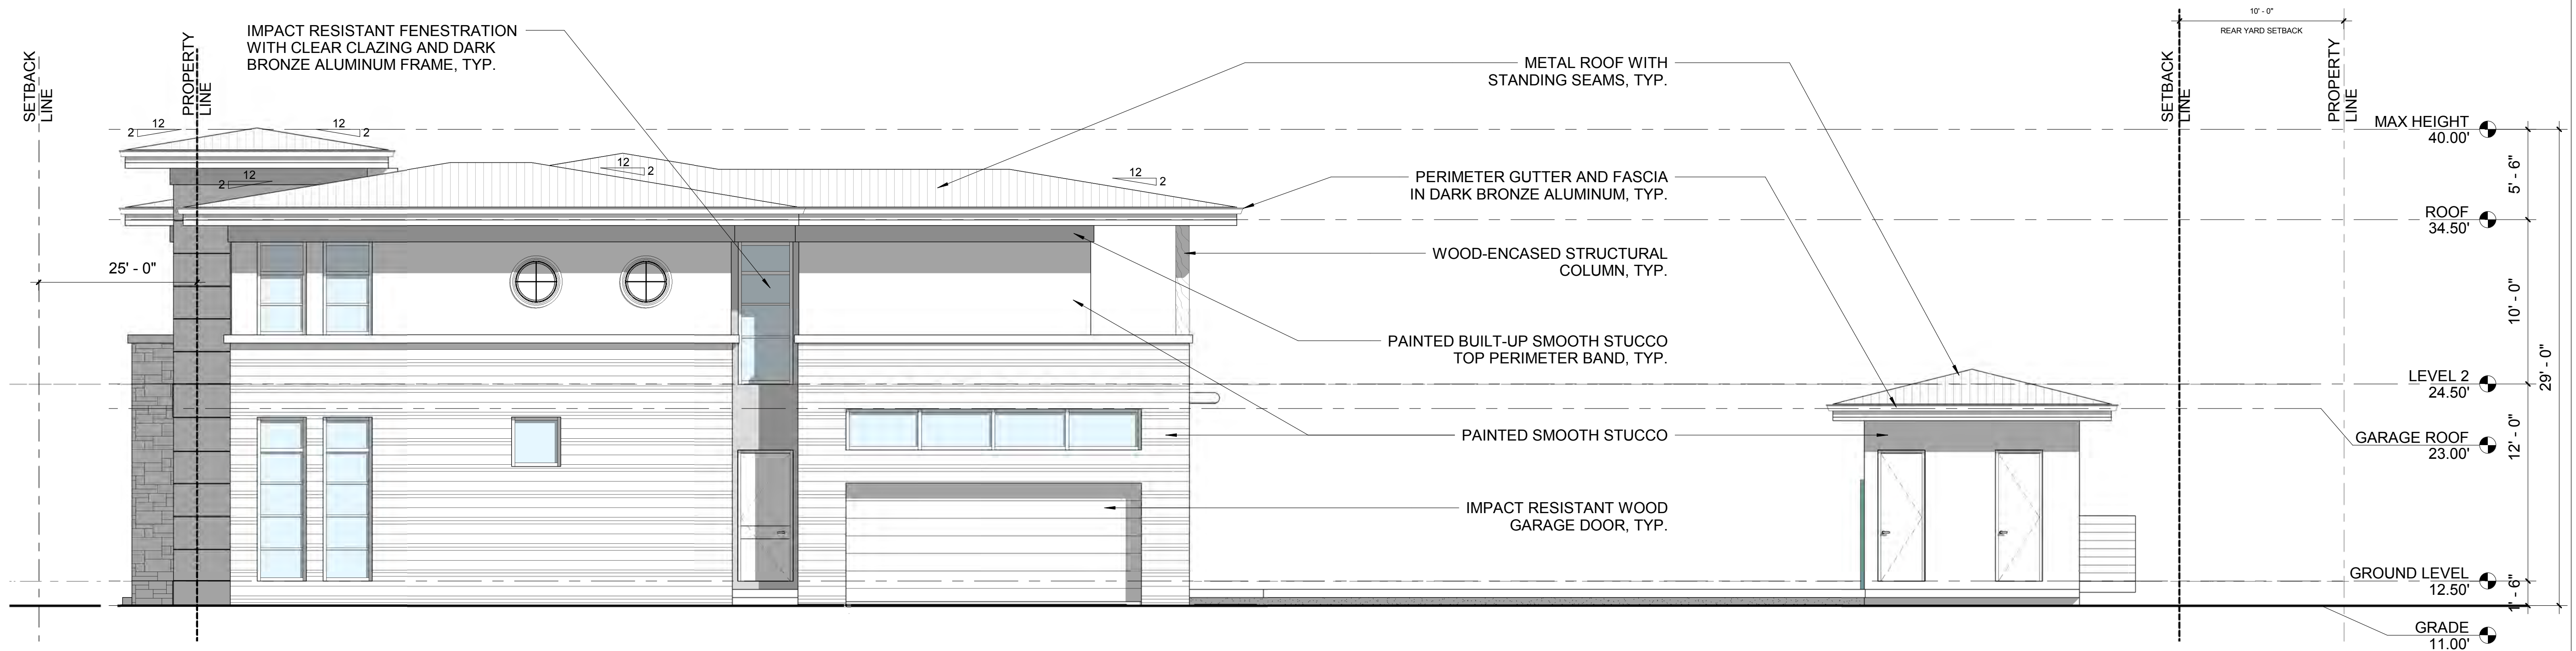 SETBACK
LINE
PROPERTY
LINE
IMPACT RESISTANT FENESTRATION
WITH CLEAR CLAZING AND DARK
BRONZE ALUMINUM FRAME, TYP.
METAL ROOF WITH
STANDING SEAMS, TYP.
PERIMETER GUTTER AND FASCIA
IN DARK BRONZE ALUMINUM, TYP.
WOOD-ENCASED STRUCTURAL
COLUMN, TYP.
PAINTED BUILT-UP SMOOTH STUCCO
TOP PERIMETER BAND, TYP.
PAINTED SMOOTH STUCCO
IMPACT RESISTANT WOOD
GARAGE DOOR, TYP.
12
2
12
2
12
2
12
2
12
2
25' - 0"
SETBACK
LINE
10' - 0"
REAR YARD SETBACK
PROPERTY
LINE
MAX HEIGHT
40.00'
ROOF
34.50'
LEVEL 2
24.50'
GARAGE ROOF
23.00'
GROUND LEVEL
12.50'
GRADE
11.00'
5' - 6"
10' - 0"
12' - 0"
1' - 6"
29' - 0"